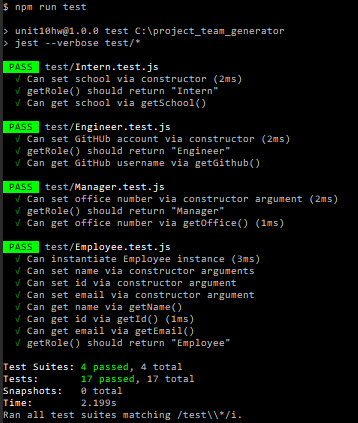 $ npm run test
> unit10hw@1.0.0 test C:\project_team_generator
> jest --verbose test/*
PASS test/Intern.test.js
√ Can set school via constructor (2ms)
√ getRole() should return "Intern"
√ Can get school via getSchool()
PASS test/Engineer.test.js
√ Can set GitHUb account via constructor (2ms)
√ getRole() should return "Engineer"
√ Can get GitHub username via getGithub()
PASS test/Manager.test.js
√ Can set office number via constructor argument (2ms)
√ getRole() should return "Manager"
√ Can get office number via getOffice() (1ms)
PASS test/Employee.test.js
√ Can instantiate Employee instance (3ms)
√ Can set name via constructor arguments
√ Can set id via constructor argument
√ Can set email via constructor argument
√ Can get name via getName()
√ Can get id via getId() (1ms)
√ Can get email via getEmail()
√ getRole() should return "Employee"
Test Suites: 4 passed, 4 total
Tests: 17 passed, 17 total
Snapshots: 0 total
Time: 2.199s
Ran all test suites matching /test\\*/i.